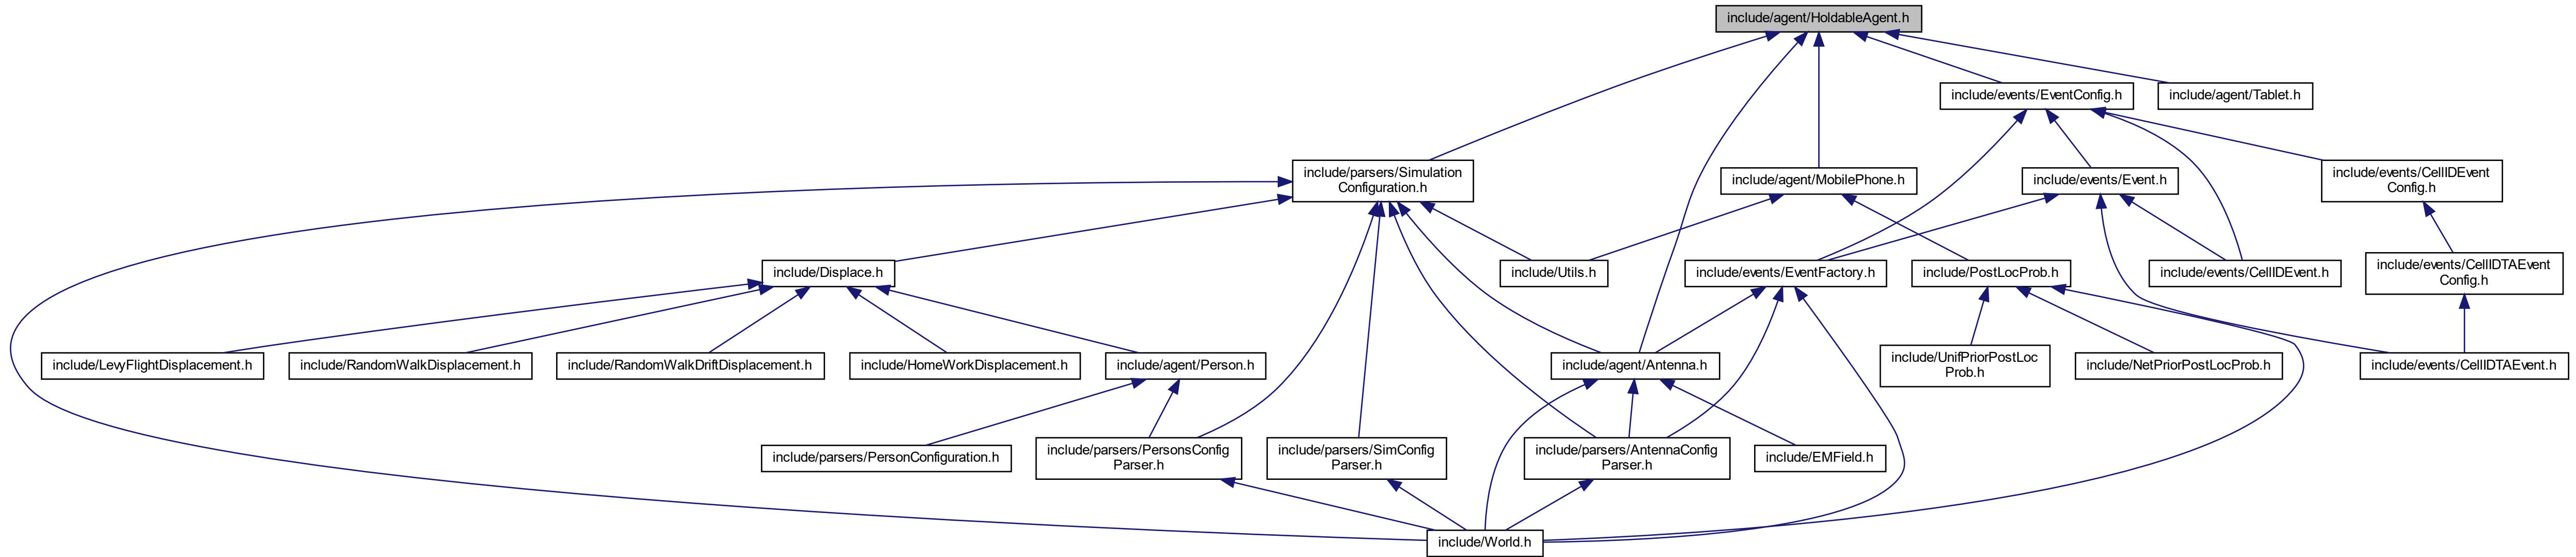 include/agent/HoldableAgent.h
include/events/EventConfig.h
include/agent/Tablet.h
include/parsers/Simulation
Configuration.h
include/agent/MobilePhone.h
include/events/Event.h
include/events/CellIDEvent
Config.h
include/Displace.h
include/Utils.h
include/events/EventFactory.h
include/PostLocProb.h
include/events/CellIDEvent.h
include/events/CellIDTAEvent
Config.h
include/LevyFlightDisplacement.h
include/RandomWalkDisplacement.h
include/RandomWalkDriftDisplacement.h
include/HomeWorkDisplacement.h
include/agent/Person.h
include/agent/Antenna.h
include/UnifPriorPostLoc
Prob.h
include/NetPriorPostLocProb.h
include/events/CellIDTAEvent.h
include/parsers/PersonConfiguration.h
include/parsers/PersonsConfig
Parser.h
include/parsers/SimConfig
Parser.h
include/parsers/AntennaConfig
Parser.h
include/EMField.h
include/World.h